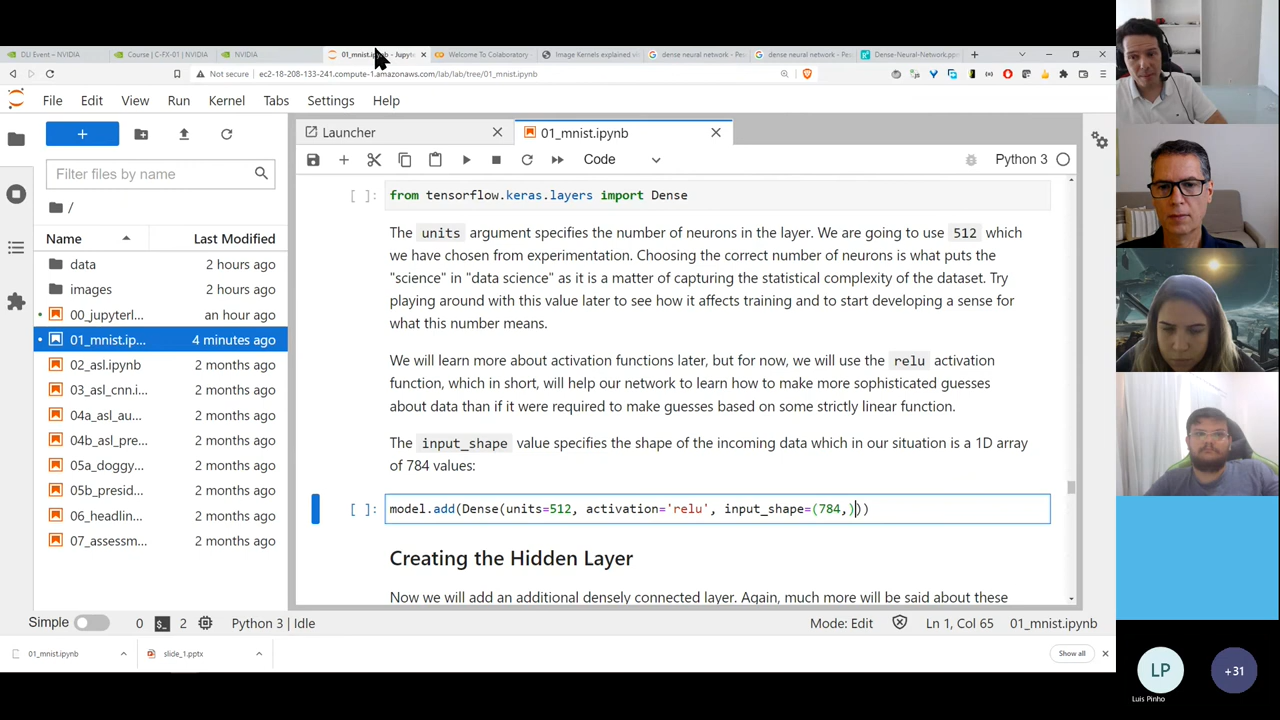 DLI Event – NVIDIA
Course | C-FX-01 | NVIDIA
NVIDIA
01_mnist.ipynb - Jupyt
Welcome To Colaboratory
Image Kernels explained v
dense neural network - Pes
dense neural network - Pes
Dense-Neural-Network.pp
Not secure | ec2-18-208-133-241.compute-1.amazonaws.com/lab/lab/tree/01_mnist.ipynb
File Edit View Run Kernel Tabs Settings Help
Launcher
01_mnist.ipynb
Code
Python 3
Filter files by name
/
Name Last Modified
data 2 hours ago
images 2 hours ago
00_jupyterl... an hour ago
01_mnist.ip... 4 minutes ago
02_asl.ipynb 2 months ago
03_asl_cnn.i... 2 months ago
04a_asl_au... 2 months ago
04b_asl_pre... 2 months ago
05a_doggy... 2 months ago
05b_presid... 2 months ago
06_headlin... 2 months ago
07_assessm... 2 months ago
[ ]: from tensorflow.keras.layers import Dense
The units argument specifies the number of neurons in the layer. We are going to use 512 which
we have chosen from experimentation. Choosing the correct number of neurons is what puts the
"science" in "data science" as it is a matter of capturing the statistical complexity of the dataset. Try
playing around with this value later to see how it affects training and to start developing a sense for
what this number means.
We will learn more about activation functions later, but for now, we will use the relu activation
function, which in short, will help our network to learn how to make more sophisticated guesses
about data than if it were required to make guesses based on some strictly linear function.
The input_shape value specifies the shape of the incoming data which in our situation is a 1D array
of 784 values:
[ ]: model.add(Dense(units=512, activation='relu', input_shape=(784,)))
Creating the Hidden Layer
Now we will add an additional densely connected layer. Again, much more will be said about these
Simple 0 2 Python 3 | Idle Mode: Edit Ln 1, Col 65 01_mnist.ipynb
01_mnist.ipynb
slide_1.pptx
Show all
LP
Luis Pinho
+31